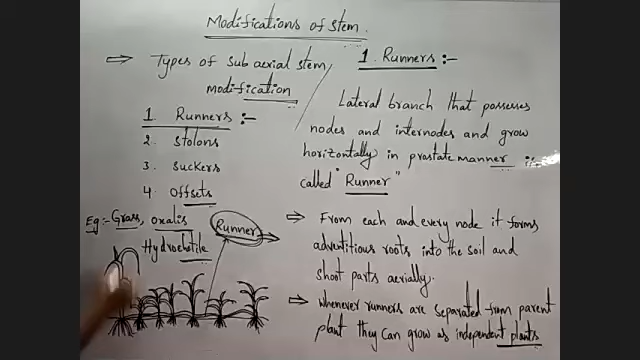 Modifications of stem.
⇒ Types of Sub aerial stem
modification
1. Runners :-
2. Stolons
3. Suckers
4. Offsets
Eg:- Grass, oxalis
Hydrocotile
Runner
1. Runners :-
Lateral branch that possesses
nodes and internodes and grow
horizontally in prostate manner is
called "Runner"
⇒ From each and every node it forms
adventitious roots into the soil and
shoot parts aerially.
⇒ Whenever runners are separated from parent
plant they can grow as independent plants